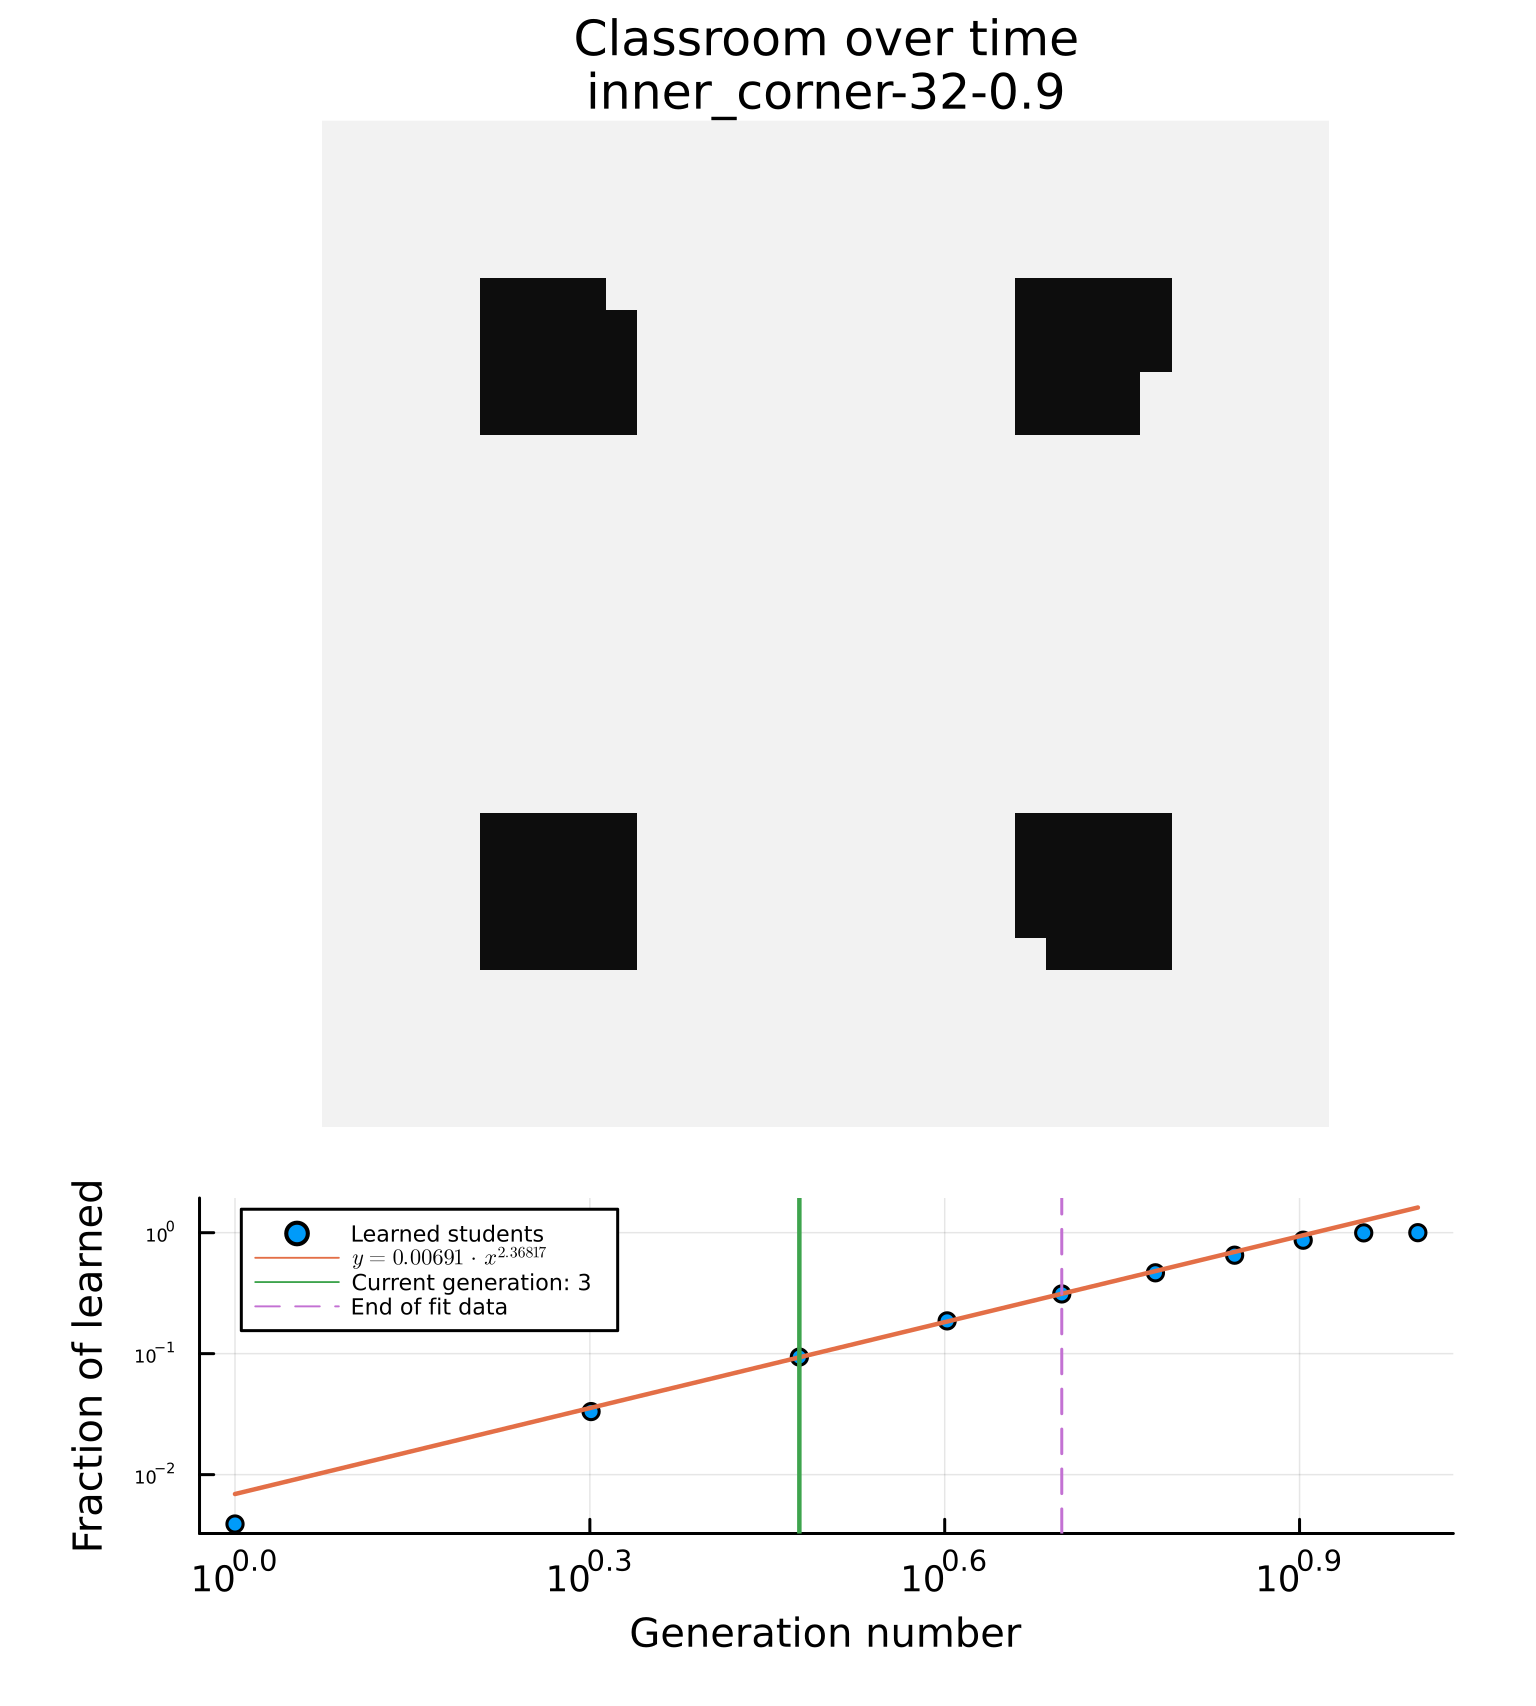 Classroom over time
inner_corner-32-0.9
Fraction of learned
10^0
10^−1
10^−2
Learned students
y = 0.00691 · x^2.36817
Current generation: 3
End of fit data
10^0.0 10^0.3 10^0.6 10^0.9
Generation number